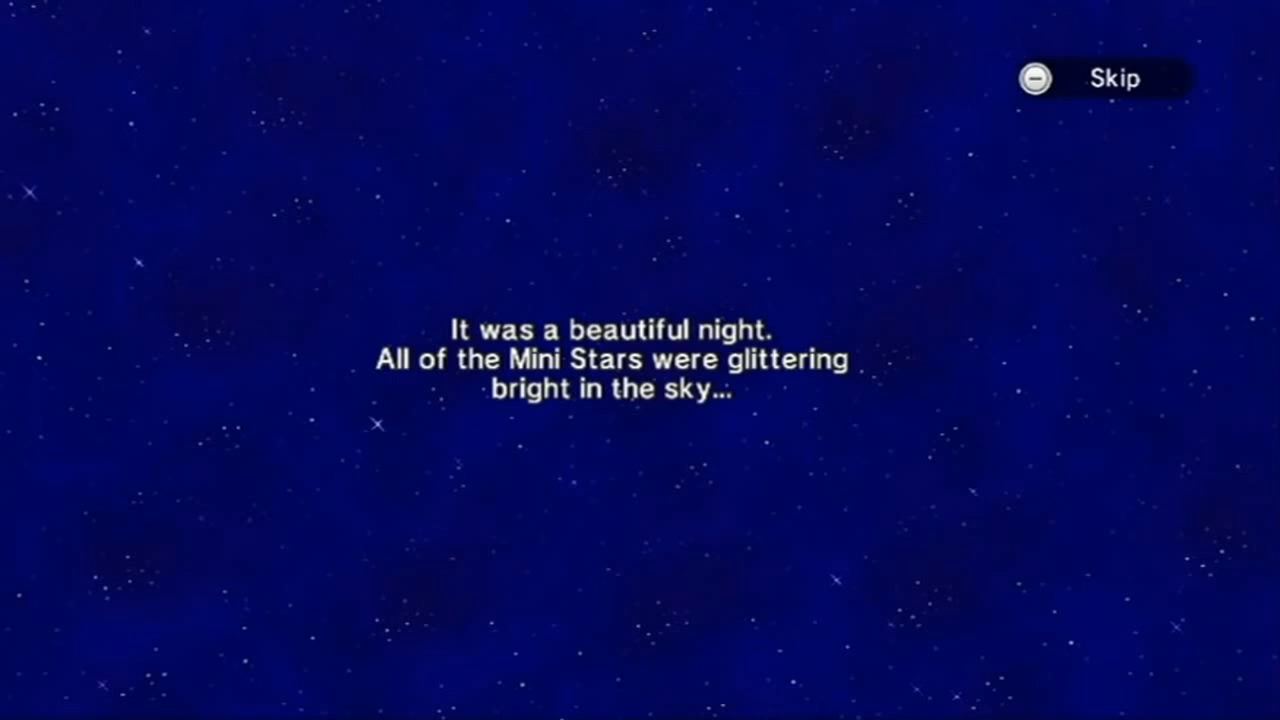 Skip
It was a beautiful night.
All of the Mini Stars were glittering
bright in the sky...